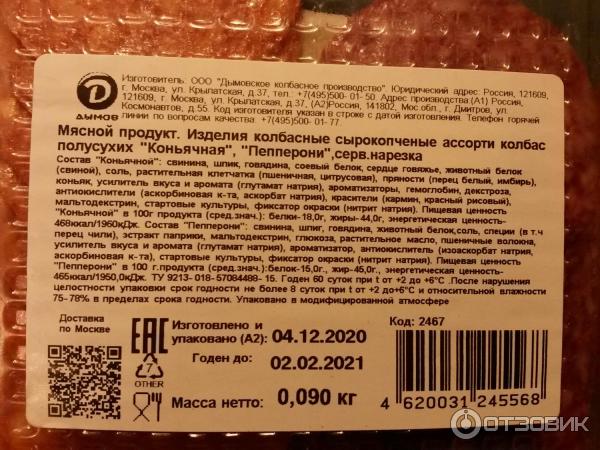 Изготовитель: ООО "Дымовское колбасное производство". Юридический адрес: Россия, 121609,
г. Москва, ул. Крылатская, д.37, тел. +7(495)500-01-50 Адрес производства:(А1) Россия,
121609, г. Москва, ул. Крылатская, д.37, (А2)Россия, 141802, Мос.обл., г. Дмитров, ул.
Космонавтов, д.55. Код изготовителя указан в строке с датой изготовления. Телефон горячей
линии по вопросам качества +7(495)500-01-77.
D
ДЫМОВ
Мясной продукт. Изделия колбасные сырокопченые ассорти колбас
полусухих "Коньячная", "Пепперони",серв.нарезка
Состав "Коньячной": свинина, шпиг, говядина, соевый белок, сердце говяжье, животный белок
(свиной), соль, растительная клетчатка (пшеничная, цитрусовая), пряности (перец белый, имбирь),
коньяк, усилитель вкуса и аромата (глутамат натрия), ароматизаторы, гемоглобин, декстроза,
антиокислители (аскорбиновая к-та, аскорбат натрия), красители (кармин, красный рисовый),
мальтодекстрин, стартовые культуры, фиксатор окраски (нитрит натрия). Пищевая ценность
"Коньячной" в 100г продукта (сред.знач.): белки-18,0г, жиры-44,0г, энергетическая ценность-
468ккал/1950кДж. Состав "Пепперони": свинина, шпиг, говядина, животный белок,соль, специи (в т.ч.
перец чили), экстракт паприки, мальтодекстрин, глюкоза, растительное масло, пшеничные волокна,
усилитель вкуса и аромата (глутамат натрия), ароматизатор, антиокислитель (изоаскорбат натрия,
аскорбиновая к-та), стартовые культуры, фиксатор окраски (нитрит натрия). Пищевая ценность
"Пепперони" в 100 г.продукта (сред.знач.):белок-15,0г., жир-45,0г., энергетическая ценность-
465ккал/1950,0кДж. ТУ 9213-018-57084488-15. Годен 60 суток при t от +2 до +6°С .После нарушения
целостности упаковки срок годности не более 8 суток при t от +2 до+6°С и относительной влажности
75-78% в пределах срока годности. Упаковано в модифицированной атмосфере
Доставка
по Москве
EAC
7
OTHER
Изготовлено и
упаковано (А2): 04.12.2020
Годен до: 02.02.2021
Масса нетто: 0,090 кг
Код: 2467
4 620031 245568
ОТЗОВИК